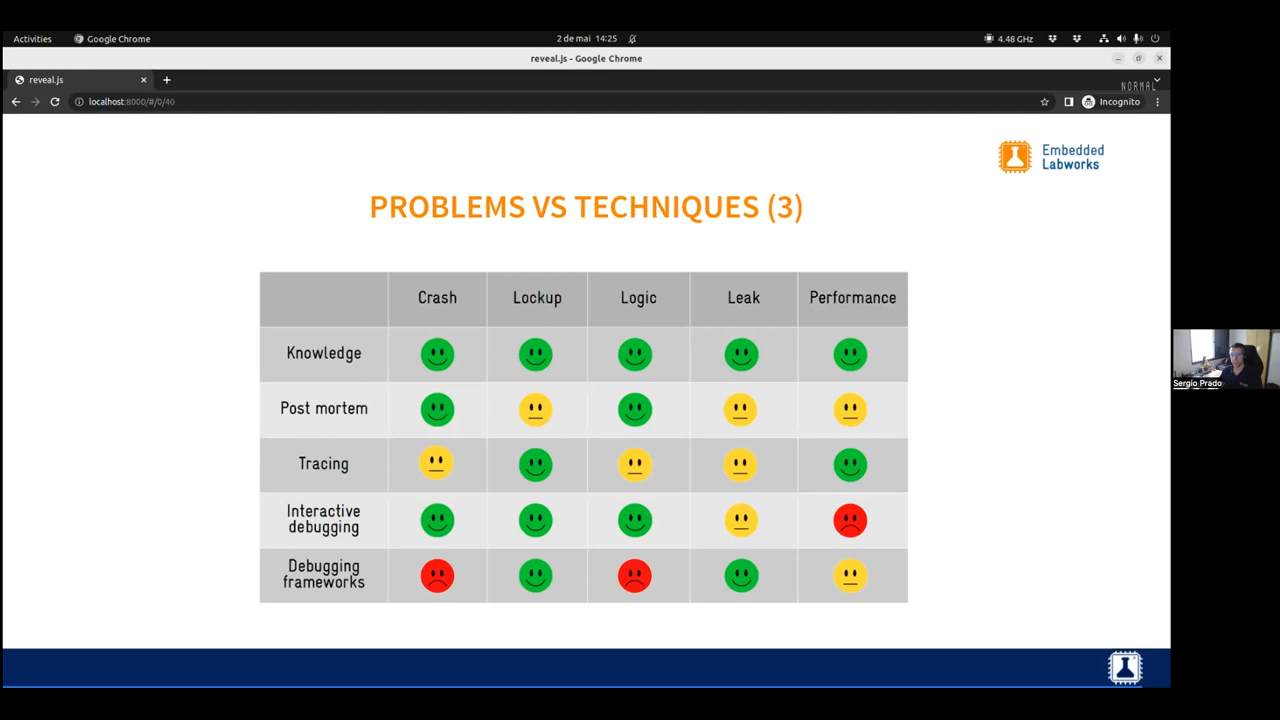 Activities
Google Chrome
2 de mai 14:25
4.48 GHz
reveal.js - Google Chrome
reveal.js
NORMAL
localhost:8000/#/0/40
Incognito
Embedded
Labworks
PROBLEMS VS TECHNIQUES (3)
Crash Lockup Logic Leak Performance
Knowledge
Post mortem
Tracing
Interactive
debugging
Debugging
frameworks
Sergio Prado